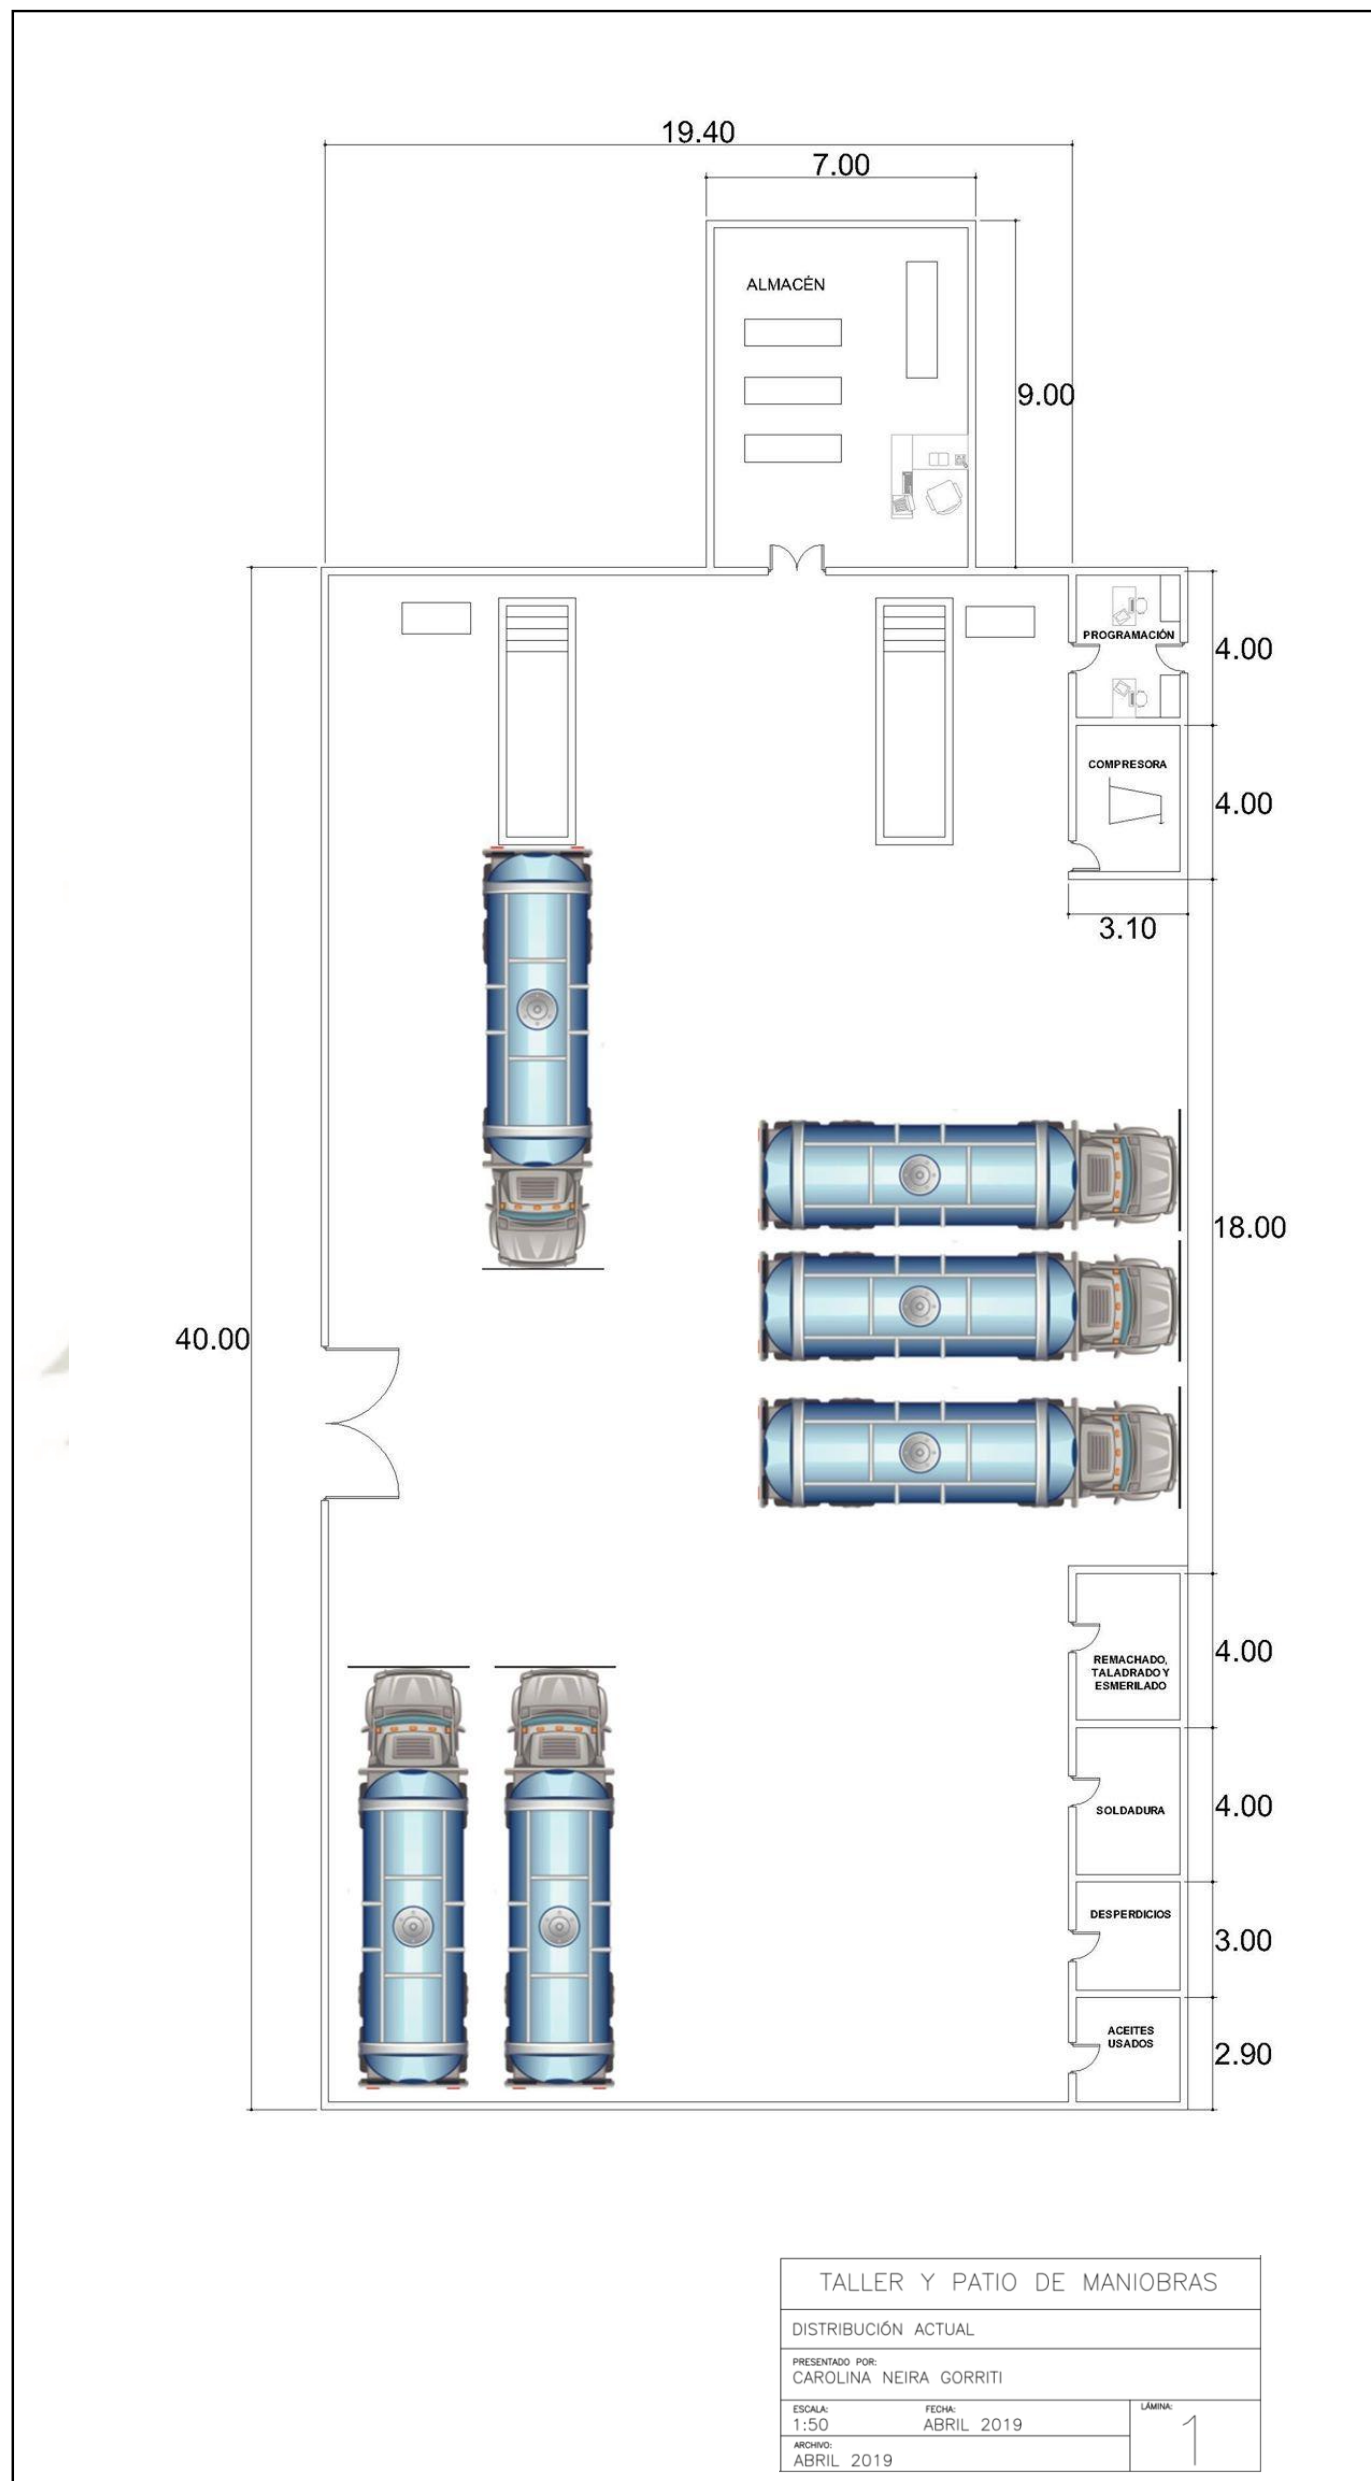 19.40
7.00
ALMACÉN
9.00
PROGRAMACIÓN
4.00
COMPRESORA
4.00
3.10
18.00
40.00
REMACHADO,
TALADRADO Y
ESMERILADO
4.00
SOLDADURA
4.00
DESPERDICIOS
3.00
ACEITES
USADOS
2.90
TALLER Y PATIO DE MANIOBRAS
DISTRIBUCIÓN ACTUAL
PRESENTADO POR:
CAROLINA NEIRA GORRITI
ESCALA:
1:50
FECHA:
ABRIL 2019
LÁMINA:
1
ARCHIVO:
ABRIL 2019